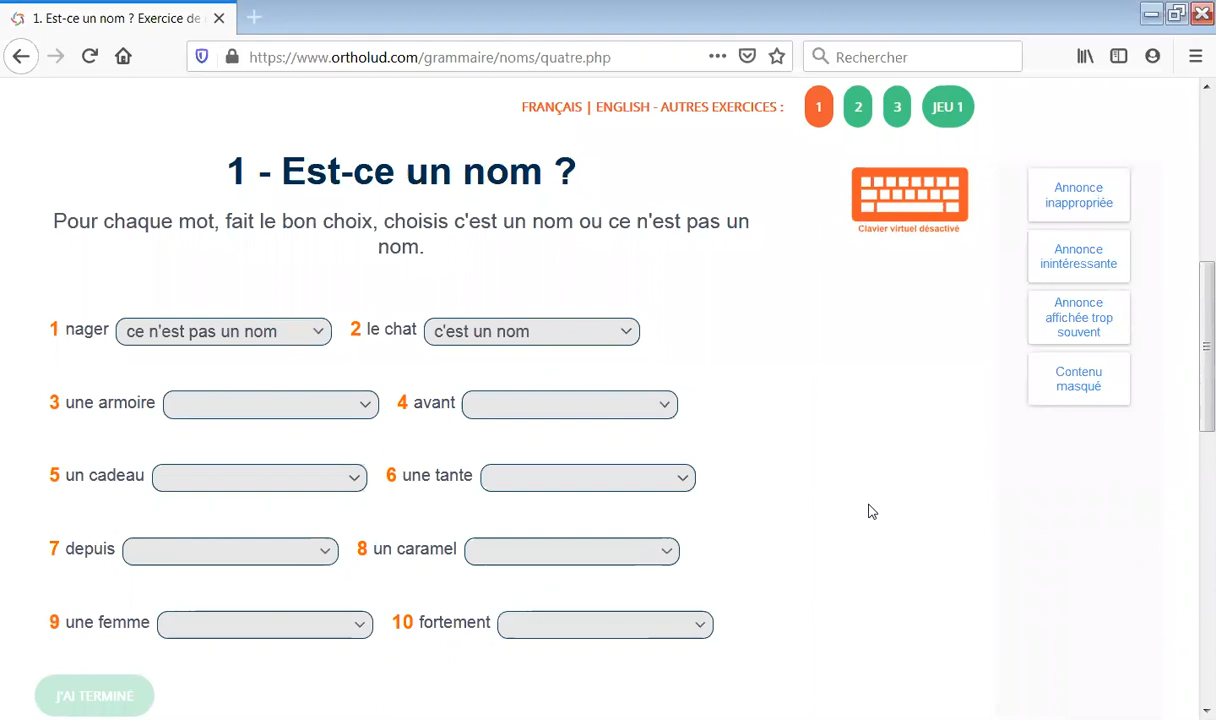 1. Est-ce un nom ? Exercice de
https://www.ortholud.com/grammaire/noms/quatre.php
Rechercher
FRANÇAIS | ENGLISH - AUTRES EXERCICES : 1 2 3 JEU 1
1 - Est-ce un nom ?
Pour chaque mot, fait le bon choix, choisis c'est un nom ou ce n'est pas un
nom.
Clavier virtuel désactivé
Annonce
inappropriée
Annonce
inintéressante
Annonce
affichée trop
souvent
Contenu
masqué
1 nager ce n'est pas un nom 2 le chat c'est un nom
3 une armoire 4 avant
5 un cadeau 6 une tante
7 depuis 8 un caramel
9 une femme 10 fortement
J'AI TERMINÉ